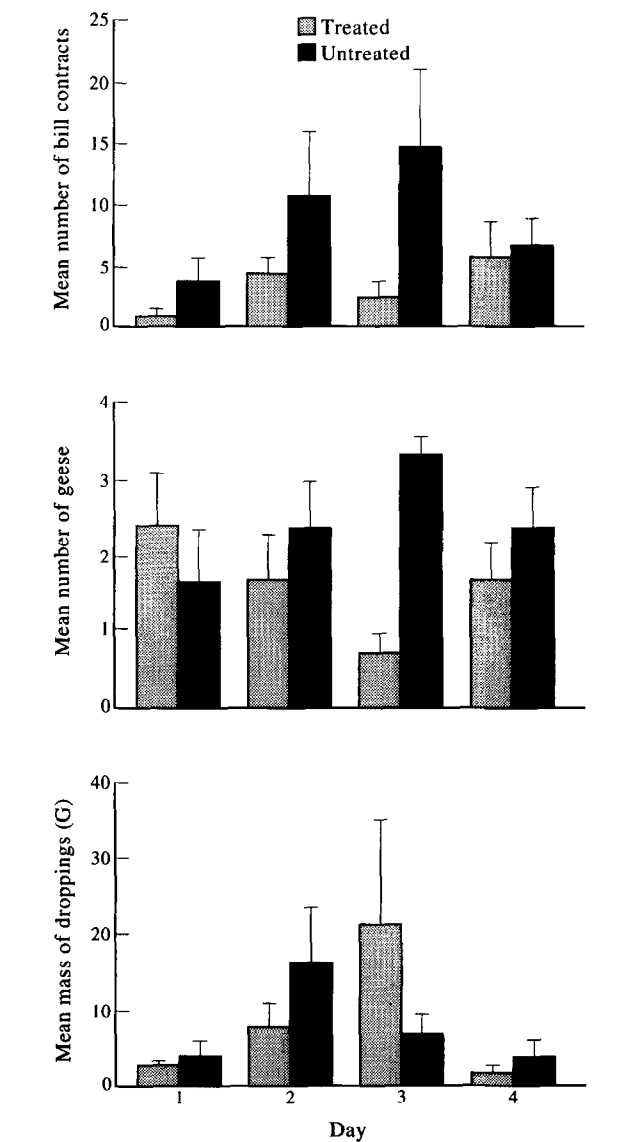 Treated
Untreated
Mean number of bill contracts
25
20
15
10
5
0
Mean number of geese
4
3
2
1
0
Mean mass of droppings (G)
40
30
20
10
0
1 2 3 4
Day